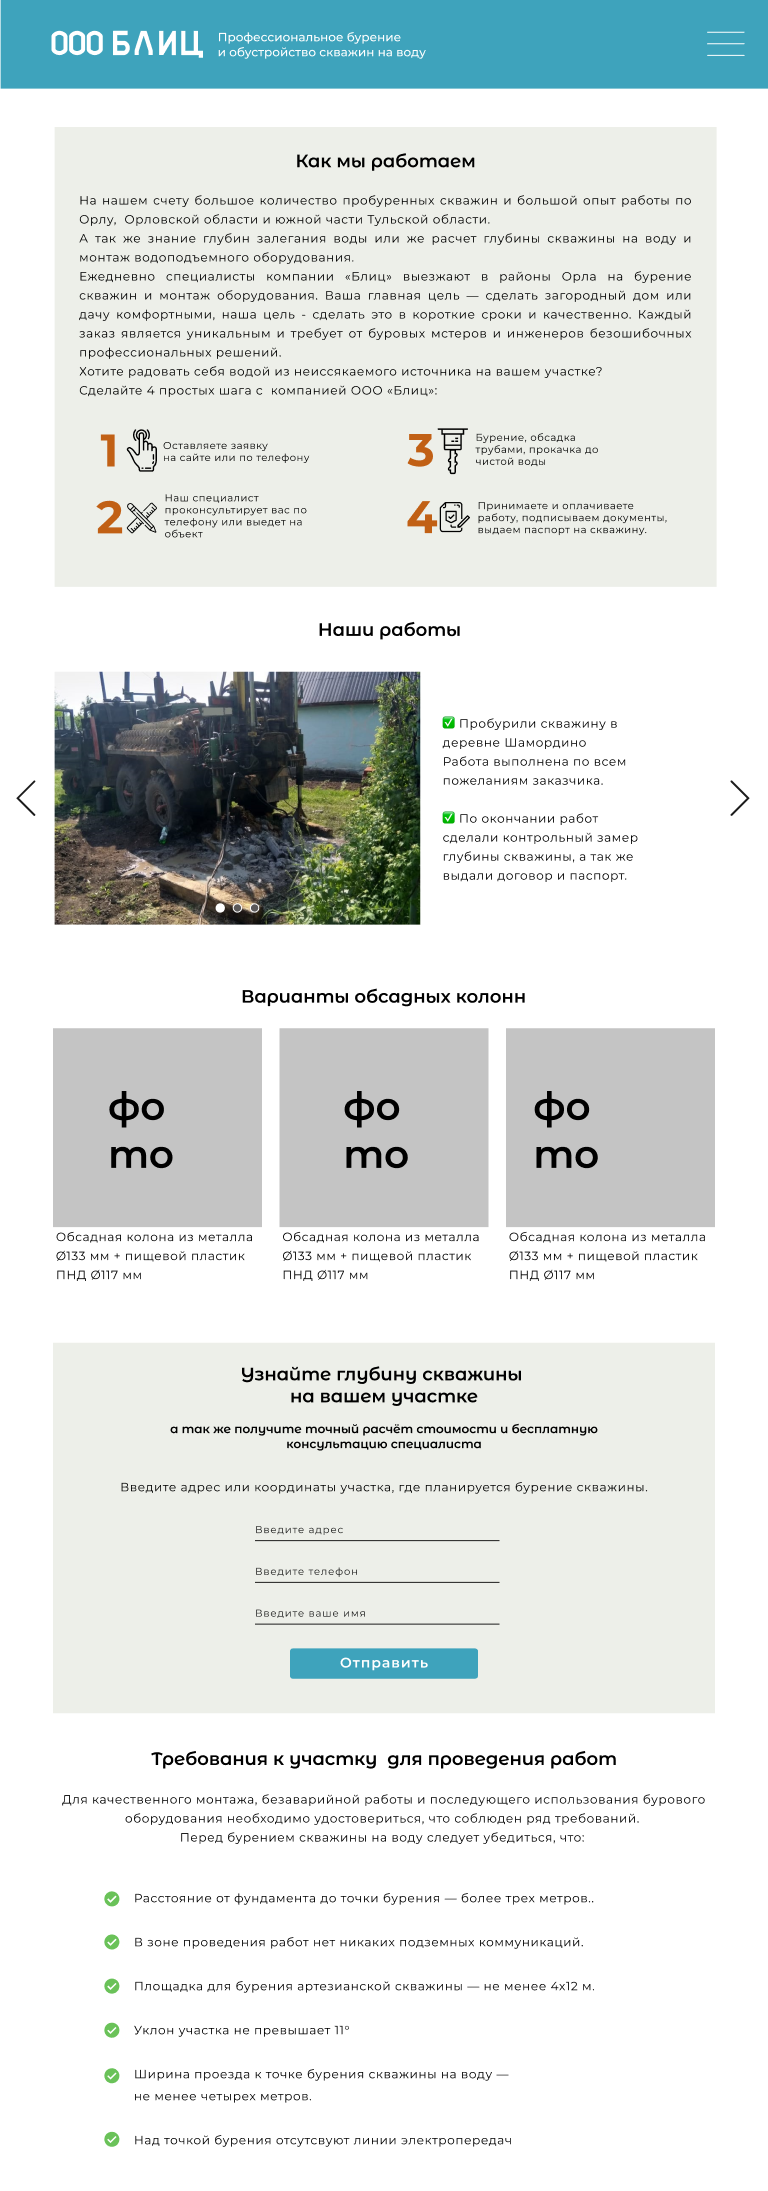 ООО БЛИЦ
Профессиональное бурение
и обустройство скважин на воду
Как мы работаем
На нашем счету большое количество пробуренных скважин и большой опыт работы по
Орлу, Орловской области и южной части Тульской области.
А так же знание глубин залегания воды или же расчет глубины скважины на воду и
монтаж водоподъемного оборудования.
Ежедневно специалисты компании «Блиц» выезжают в районы Орла на бурение
скважин и монтаж оборудования. Ваша главная цель — сделать загородный дом или
дачу комфортными, наша цель - сделать это в короткие сроки и качественно. Каждый
заказ является уникальным и требует от буровых мстеров и инженеров безошибочных
профессиональных решений.
Хотите радовать себя водой из неиссякаемого источника на вашем участке?
Сделайте 4 простых шага с компанией ООО «Блиц»:
1
Оставляете заявку
на сайте или по телефону
2
Наш специалист
проконсультирует вас по
телефону или выедет на
объект
3
Бурение, обсадка
трубами, прокачка до
чистой воды
4
Принимаете и оплачиваете
работу, подписываем документы,
выдаем паспорт на скважину.
Наши работы
✅ Пробурили скважину в
деревне Шамордино
Работа выполнена по всем
пожеланиям заказчика.
✅ По окончании работ
сделали контрольный замер
глубины скважины, а так же
выдали договор и паспорт.
Варианты обсадных колонн
фо
то
фо
то
фо
то
Обсадная колона из металла
Ø133 мм + пищевой пластик
ПНД Ø117 мм
Обсадная колона из металла
Ø133 мм + пищевой пластик
ПНД Ø117 мм
Обсадная колона из металла
Ø133 мм + пищевой пластик
ПНД Ø117 мм
Узнайте глубину скважины
на вашем участке
а так же получите точный расчёт стоимости и бесплатную
консультацию специалиста
Введите адрес или координаты участка, где планируется бурение скважины.
Введите адрес
Введите телефон
Введите ваше имя
Отправить
Требования к участку для проведения работ
Для качественного монтажа, безаварийной работы и последующего использования бурового
оборудования необходимо удостовериться, что соблюден ряд требований.
Перед бурением скважины на воду следует убедиться, что:
Расстояние от фундамента до точки бурения — более трех метров..
В зоне проведения работ нет никаких подземных коммуникаций.
Площадка для бурения артезианской скважины — не менее 4х12 м.
Уклон участка не превышает 11°
Ширина проезда к точке бурения скважины на воду —
не менее четырех метров.
Над точкой бурения отсутсвуют линии электропередач